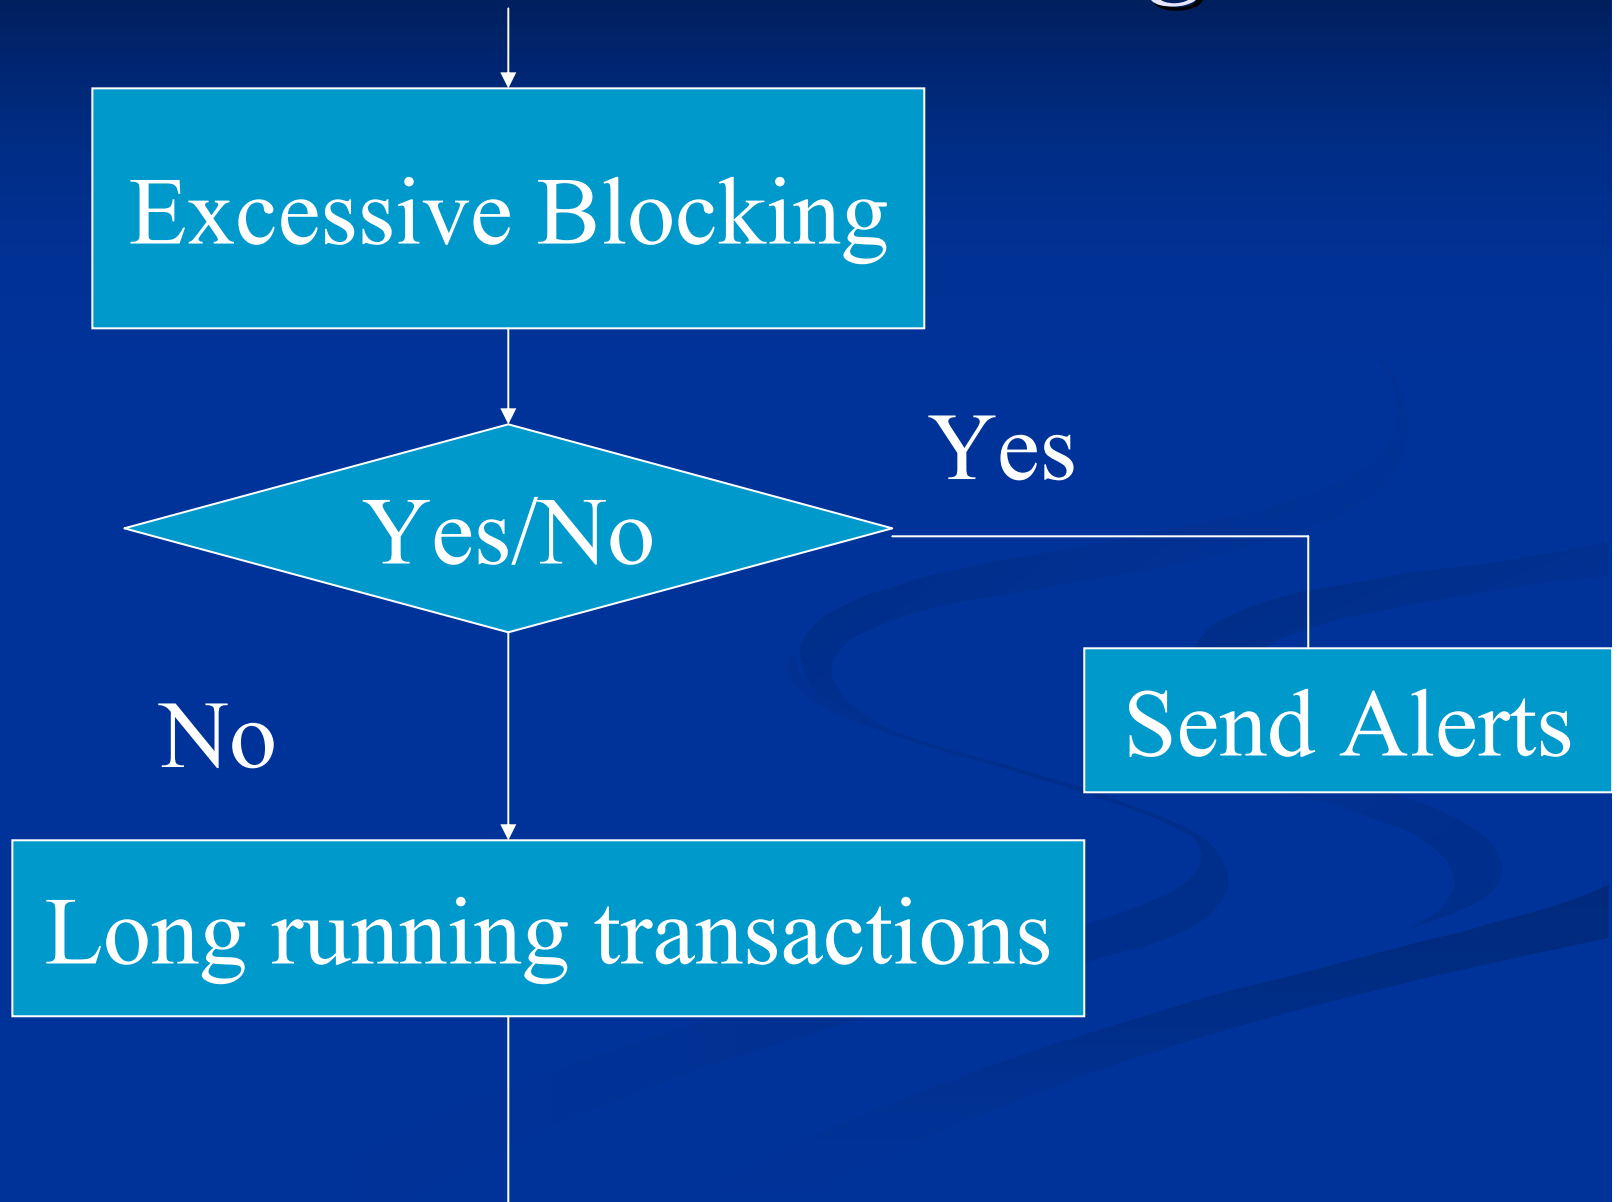 Excessive Blocking
Yes
Yes/No
No
Send Alerts
Long running transactions